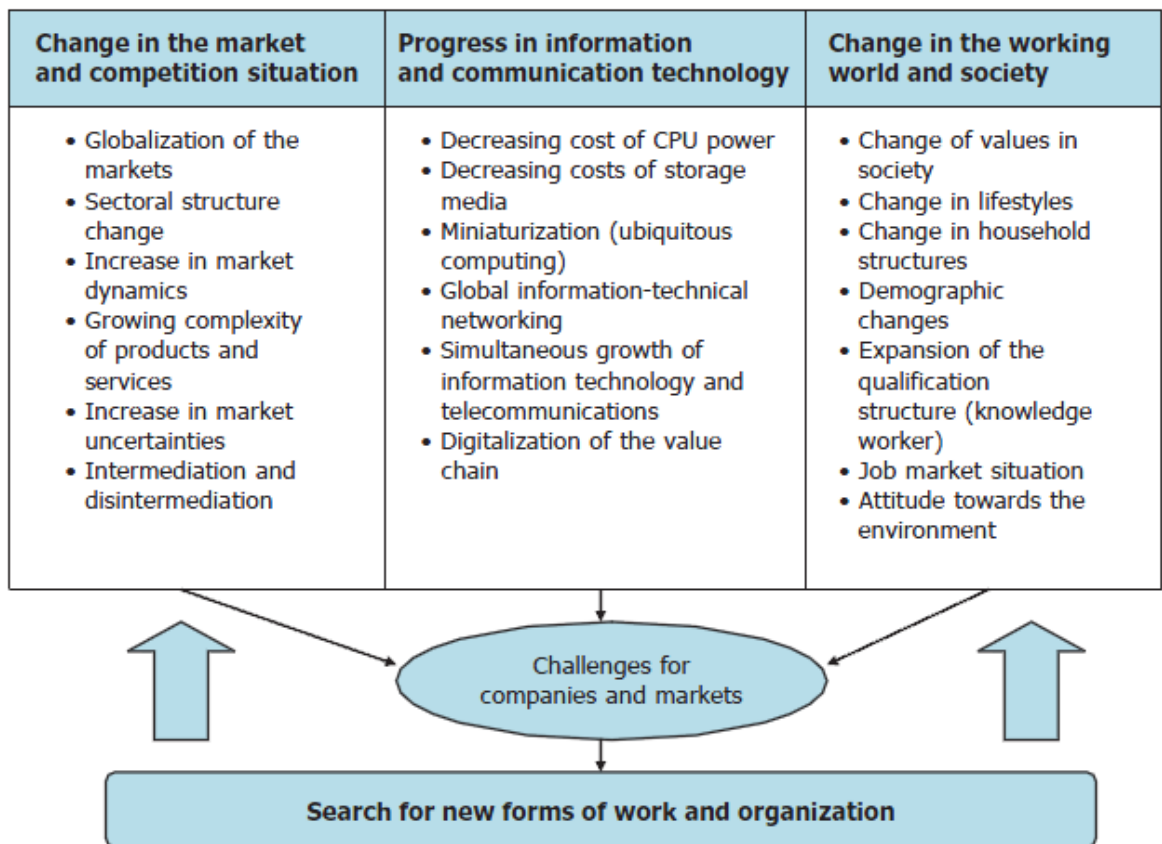 Change in the market
and competition situation
• Globalization of the
markets
• Sectoral structure
change
• Increase in market
dynamics
• Growing complexity
of products and
services
• Increase in market
uncertainties
• Intermediation and
disintermediation
Progress in information
and communication technology
• Decreasing cost of CPU power
• Decreasing costs of storage
media
• Miniaturization (ubiquitous
computing)
• Global information-technical
networking
• Simultaneous growth of
information technology and
telecommunications
• Digitalization of the value
chain
Change in the working
world and society
• Change of values in
society
• Change in lifestyles
• Change in household
structures
• Demographic
changes
• Expansion of the
qualification
structure (knowledge
worker)
• Job market situation
• Attitude towards the
environment
Challenges for
companies and markets
Search for new forms of work and organization